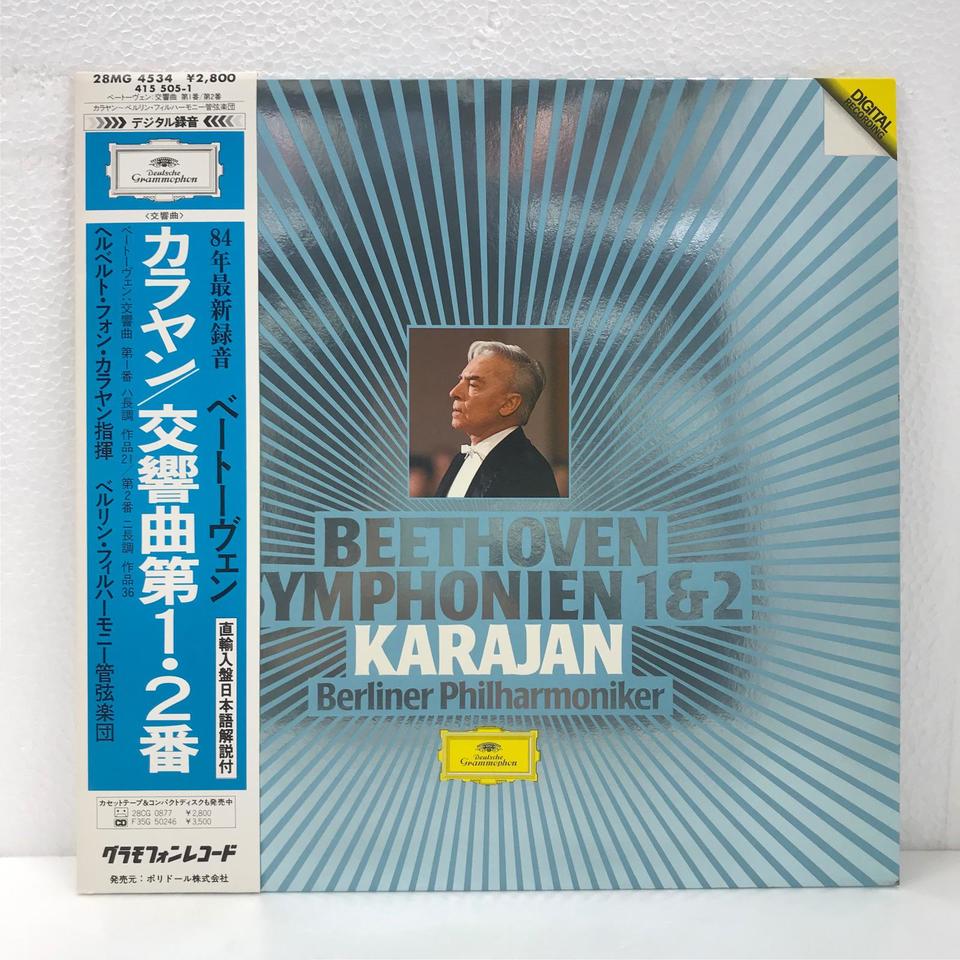 28MG 4534 ¥2,800
415 505-1
ベートーヴェン:交響曲 第1番/第2番
カラヤン〜ベルリン・フィルハーモニー管弦楽団
デジタル録音
Deutsche
Grammophon
〈交響曲〉
84年最新録音
ベートーヴェン
カラヤン/交響曲第1・2番
ベートーヴェン:交響曲 第1番 ハ長調 作品21/第2番 ニ長調 作品36
ヘルベルト・フォン・カラヤン指揮 ベルリン・フィルハーモニー管弦楽団
直輸入盤日本語解説付
カセットテープ&コンパクトディスクも発売中
28CG 0877 ¥2,800
CD F35G 50246 ¥3,500
グラモフォンレコード
発売元:ポリドール株式会社
DIGITAL
RECORDING
BEETHOVEN
SYMPHONIEN 1&2
KARAJAN
Berliner Philharmoniker
Deutsche
Grammophon